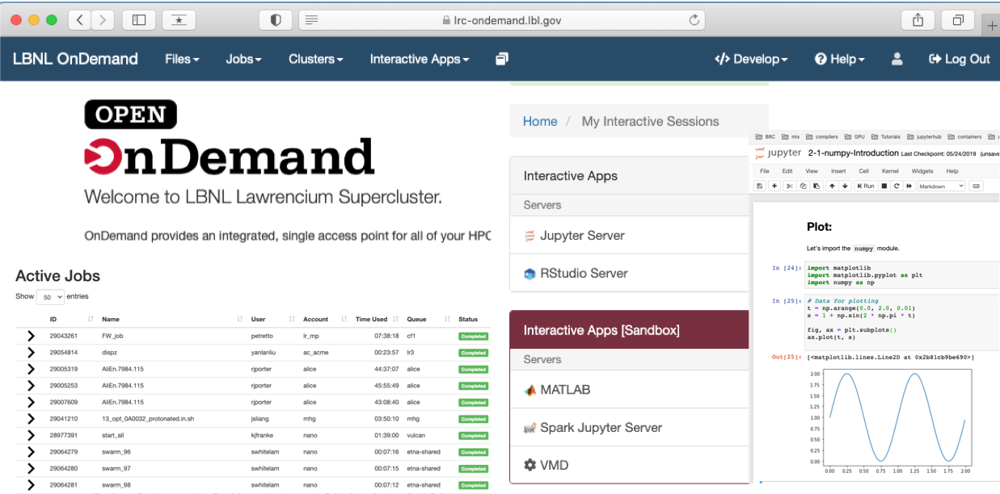 lrc-ondemand.lbl.gov
LBNL OnDemand Files Jobs Clusters Interactive Apps </> Develop Help Log Out
OPEN
OnDemand
Welcome to LBNL Lawrencium Supercluster.
OnDemand provides an integrated, single access point for all of your HPC
Active Jobs
Show 50 entries
ID Name User Account Time Used Queue Status
29043261 FW_job petretto lr_mp 07:38:18 cf1 Completed
29054814 dispz yanlanliu ac_acme 00:23:57 lr3 Completed
29005319 AliEn.7984.115 rjporter alice 44:37:07 alice Completed
29005253 AliEn.7984.115 rjporter alice 45:55:49 alice Completed
29007609 AliEn.7984.115 rjporter alice 43:08:40 alice Completed
29041210 13_opt_0A0032_protonated.in.sh jsliang mhg 03:50:10 mhg Completed
28977391 start_all kjfranke nano 01:39:00 vulcan Completed
29064279 swarm_96 swhitelam nano 00:07:16 etna-shared Completed
29064280 swarm_97 swhitelam nano 00:07:15 etna-shared Completed
29064281 swarm_98 swhitelam nano 00:07:12 etna-shared Completed
Home / My Interactive Sessions
Interactive Apps
Servers
Jupyter Server
RStudio Server
Interactive Apps [Sandbox]
Servers
MATLAB
Spark Jupyter Server
VMD
BRC mix compilers GPU Tutorials jupyterhub containers
jupyter 2-1-numpy-Introduction Last Checkpoint: 05/24/2019 (unsave
File Edit View Insert Cell Kernel Widgets Help
Run Markdown
Plot:
Let's import the numpy module.
In [24]: import matplotlib
import matplotlib.pyplot as plt
import numpy as np
In [25]: # Data for plotting
t = np.arange(0.0, 2.0, 0.01)
s = 1 + np.sin(2 * np.pi * t)
fig, ax = plt.subplots()
ax.plot(t, s)
Out[25]: [<matplotlib.lines.Line2D at 0x2b81cb9be690>]
2.00
1.75
1.50
1.25
1.00
0.75
0.50
0.25
0.00
0.00 0.25 0.50 0.75 1.00 1.25 1.50 1.75 2.00